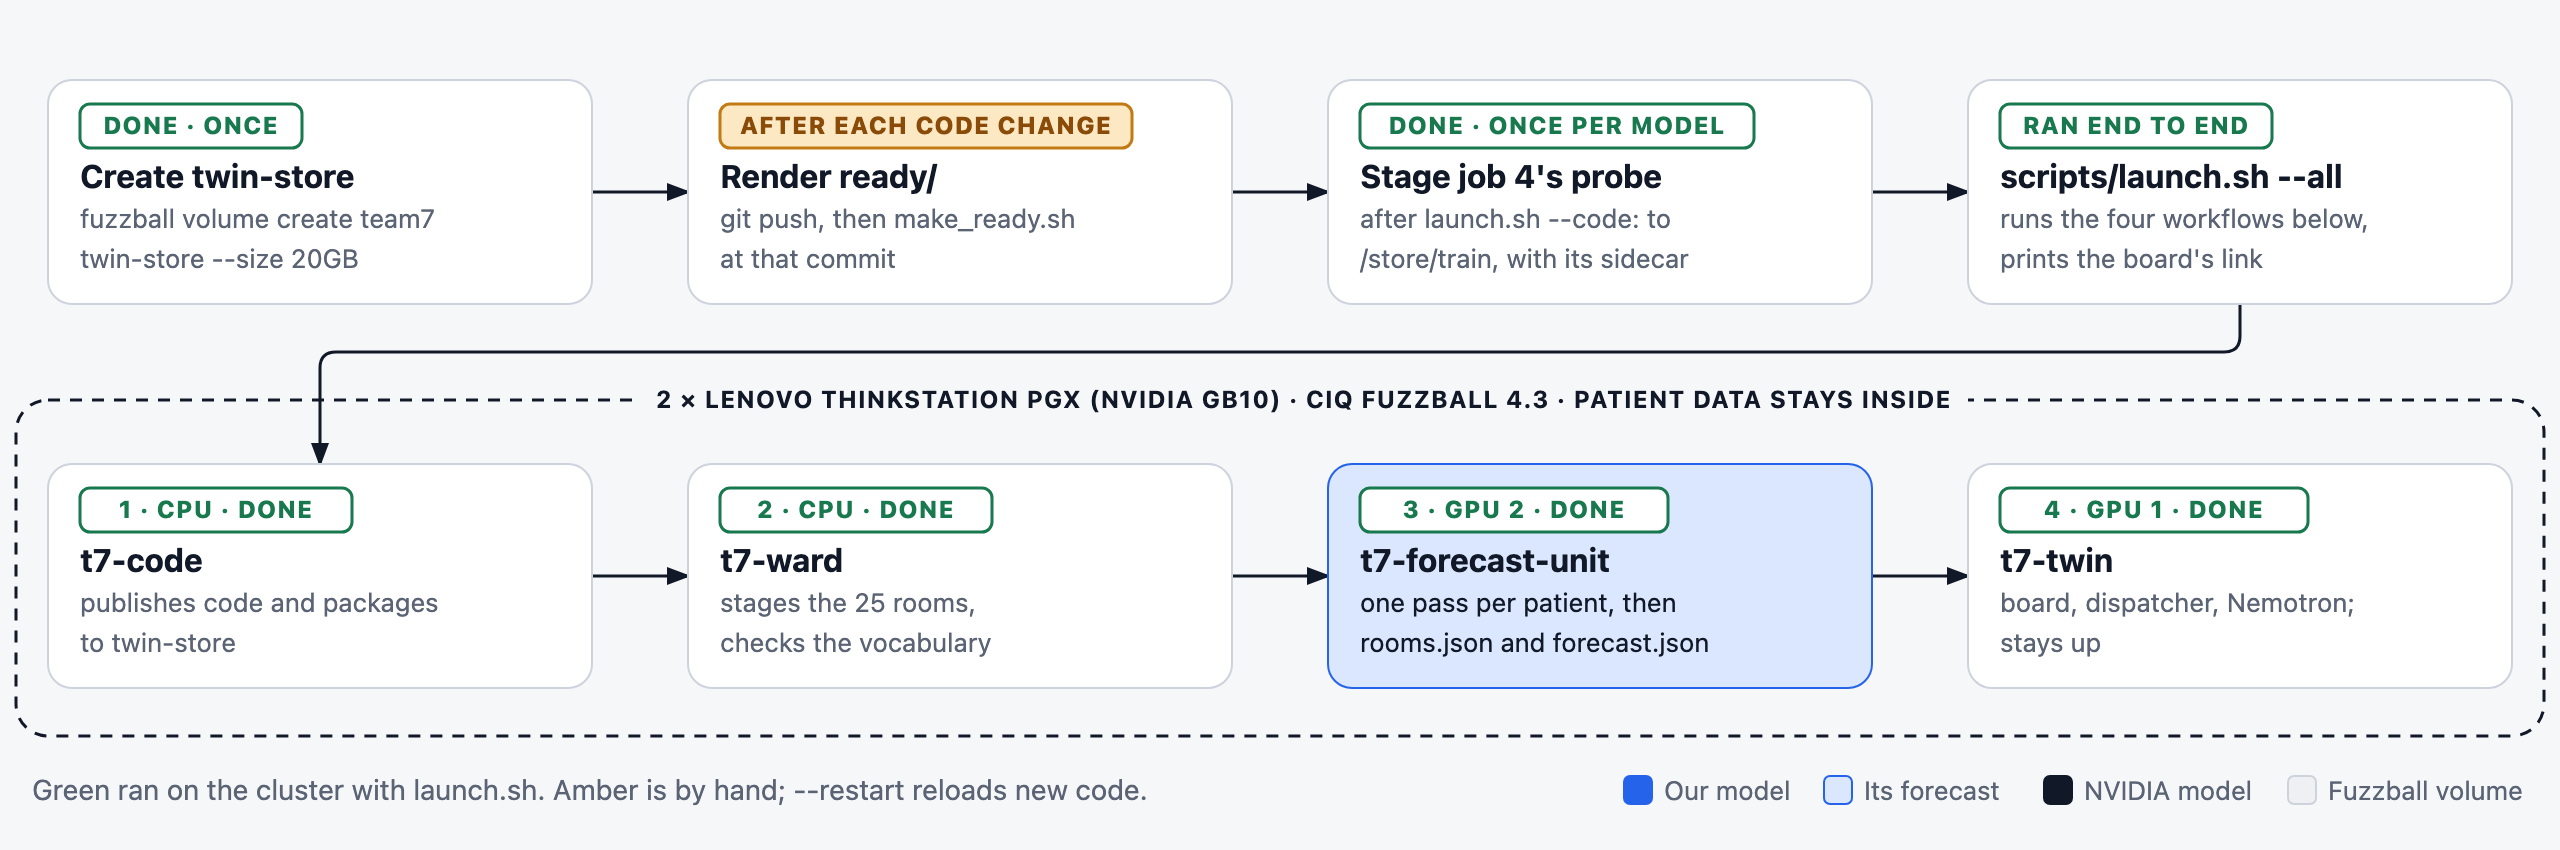 DONE · ONCE
Create twin-store
fuzzball volume create team7
twin-store --size 20GB
AFTER EACH CODE CHANGE
Render ready/
git push, then make_ready.sh
at that commit
DONE · ONCE PER MODEL
Stage job 4's probe
after launch.sh --code: to
/store/train, with its sidecar
RAN END TO END
scripts/launch.sh --all
runs the four workflows below,
prints the board's link
2 × LENOVO THINKSTATION PGX (NVIDIA GB10) · CIQ FUZZBALL 4.3 · PATIENT DATA STAYS INSIDE
1 · CPU · DONE
t7-code
publishes code and packages
to twin-store
2 · CPU · DONE
t7-ward
stages the 25 rooms,
checks the vocabulary
3 · GPU 2 · DONE
t7-forecast-unit
one pass per patient, then
rooms.json and forecast.json
4 · GPU 1 · DONE
t7-twin
board, dispatcher, Nemotron;
stays up
Green ran on the cluster with launch.sh. Amber is by hand; --restart reloads new code.
Our model
Its forecast
NVIDIA model
Fuzzball volume